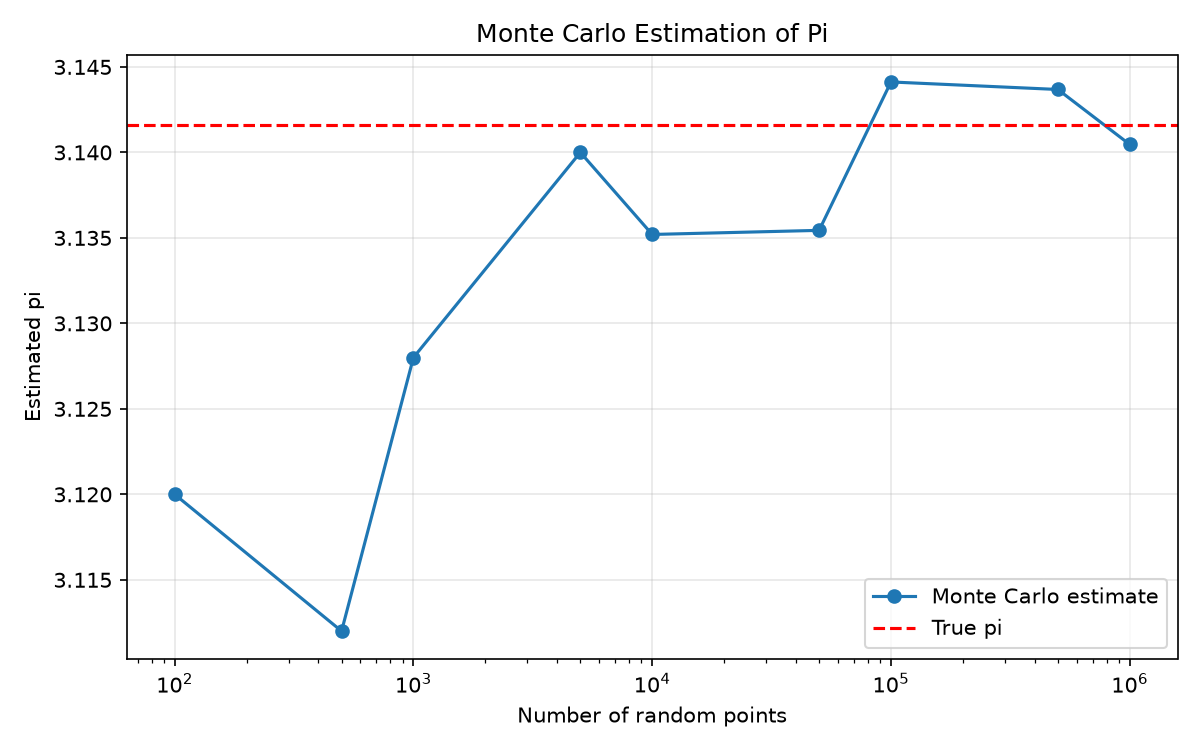 Monte Carlo Estimation of Pi
Estimated pi
3.145
3.140
3.135
3.130
3.125
3.120
3.115
10²
10³
10⁴
10⁵
10⁶
Number of random points
Monte Carlo estimate
True pi